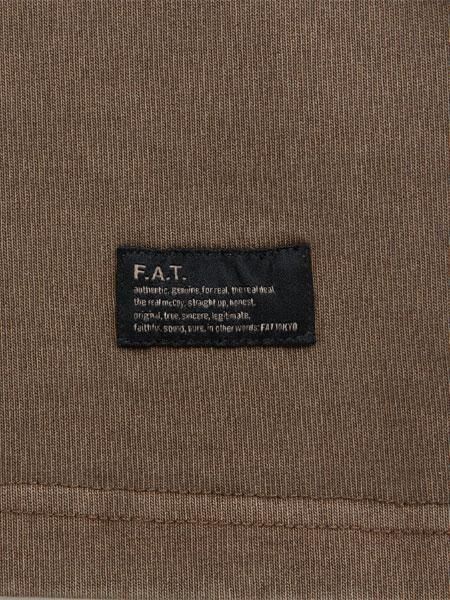 F.A.T.
authentic, genuine, for real, the real deal,
the real mccoy, straight up, honest,
original, true, sincere, legitimate,
faithful, sound, pure, in other words: FAT TOKYO